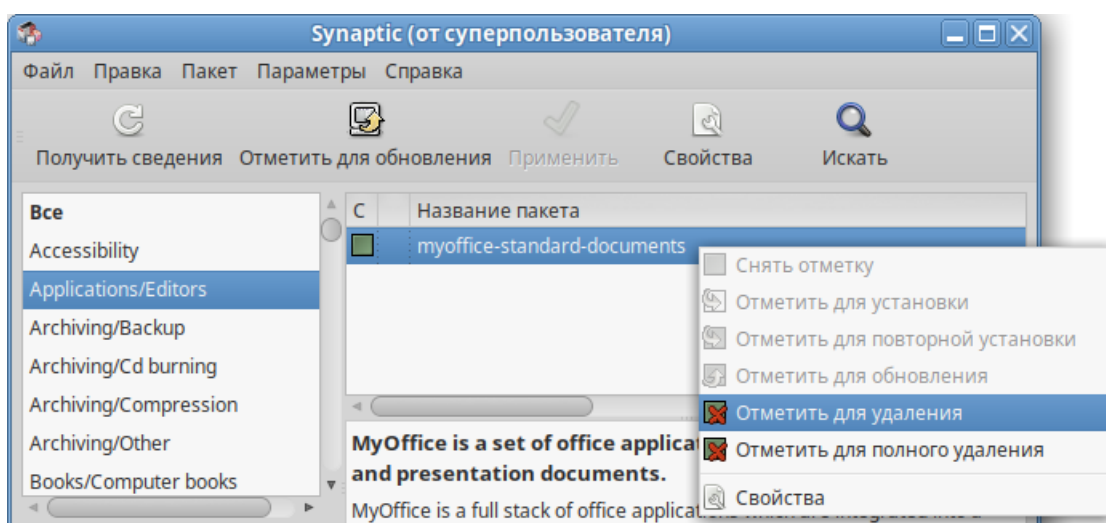 Synaptic (от суперпользователя)
Файл Правка Пакет Параметры Справка
Получить сведения Отметить для обновления Применить Свойства Искать
Все
Accessibility
Applications/Editors
Archiving/Backup
Archiving/Cd burning
Archiving/Compression
Archiving/Other
Books/Computer books
С Название пакета
myoffice-standard-documents
Снять отметку
Отметить для установки
Отметить для повторной установки
Отметить для обновления
Отметить для удаления
Отметить для полного удаления
Свойства
MyOffice is a set of office
and presentation documents.
MyOffice is a full stack of office